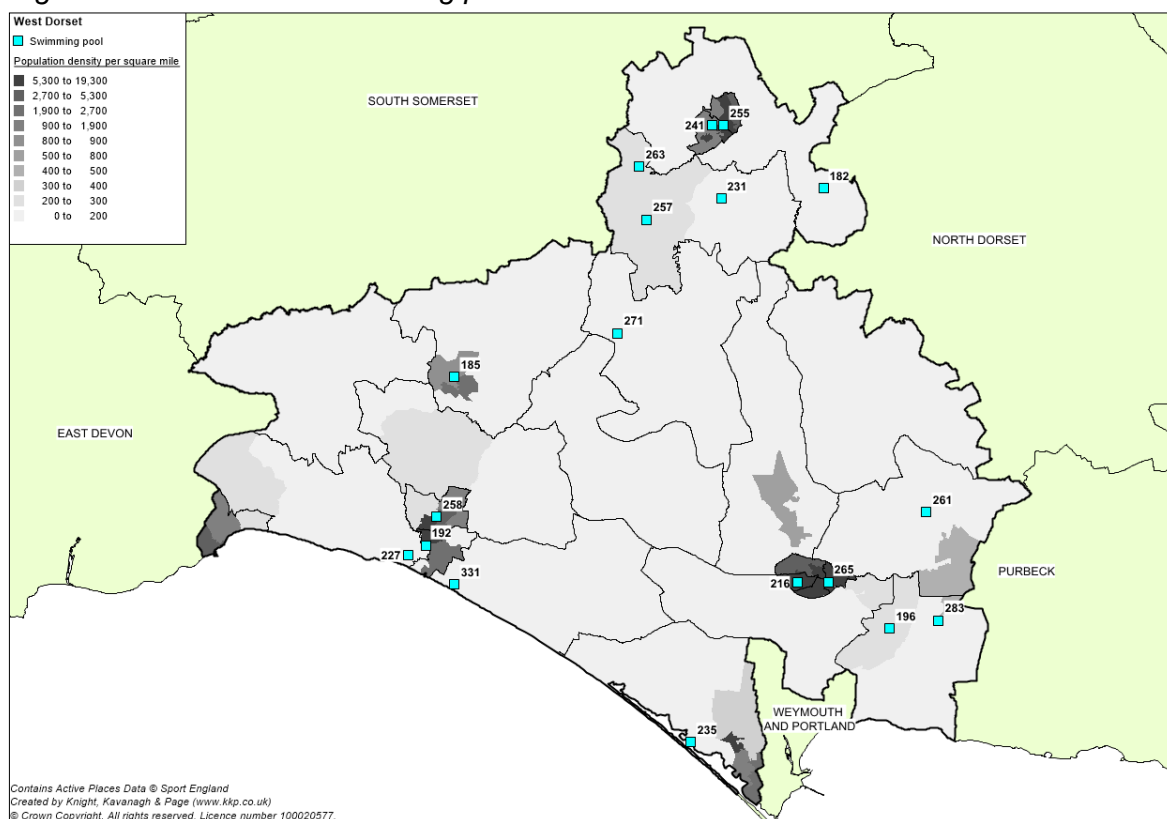 West Dorset
Swimming pool
Population density per square mile
5,300 to 19,300
2,700 to 5,300
1,900 to 2,700
900 to 1,900
800 to 900
500 to 800
400 to 500
300 to 400
200 to 300
0 to 200
SOUTH SOMERSET
241
255
263
182
231
257
NORTH DORSET
271
185
EAST DEVON
258
261
192
227
331
216
265
PURBECK
196
283
WEYMOUTH
AND PORTLAND
235
Contains Active Places Data © Sport England
Created by Knight, Kavanagh & Page (www.kkp.co.uk)
© Crown Copyright. All rights reserved. Licence number 100020577.